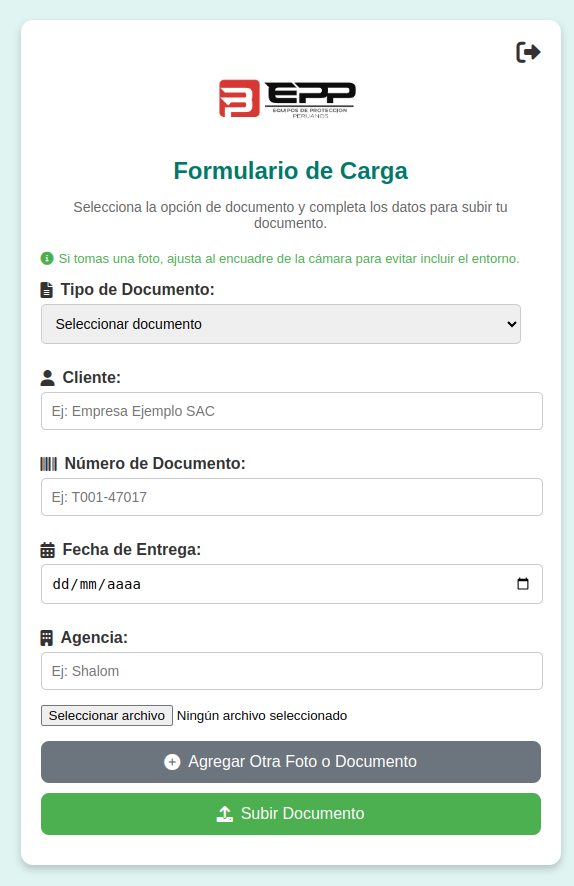 EPP
EQUIPOS DE PROTECCION
PERUANOS
Formulario de Carga
Selecciona la opción de documento y completa los datos para subir tu
documento.
Si tomas una foto, ajusta al encuadre de la cámara para evitar incluir el entorno.
Tipo de Documento:
Seleccionar documento
Cliente:
Ej: Empresa Ejemplo SAC
Número de Documento:
Ej: T001-47017
Fecha de Entrega:
dd/mm/aaaa
Agencia:
Ej: Shalom
Seleccionar archivo Ningún archivo seleccionado
Agregar Otra Foto o Documento
Subir Documento